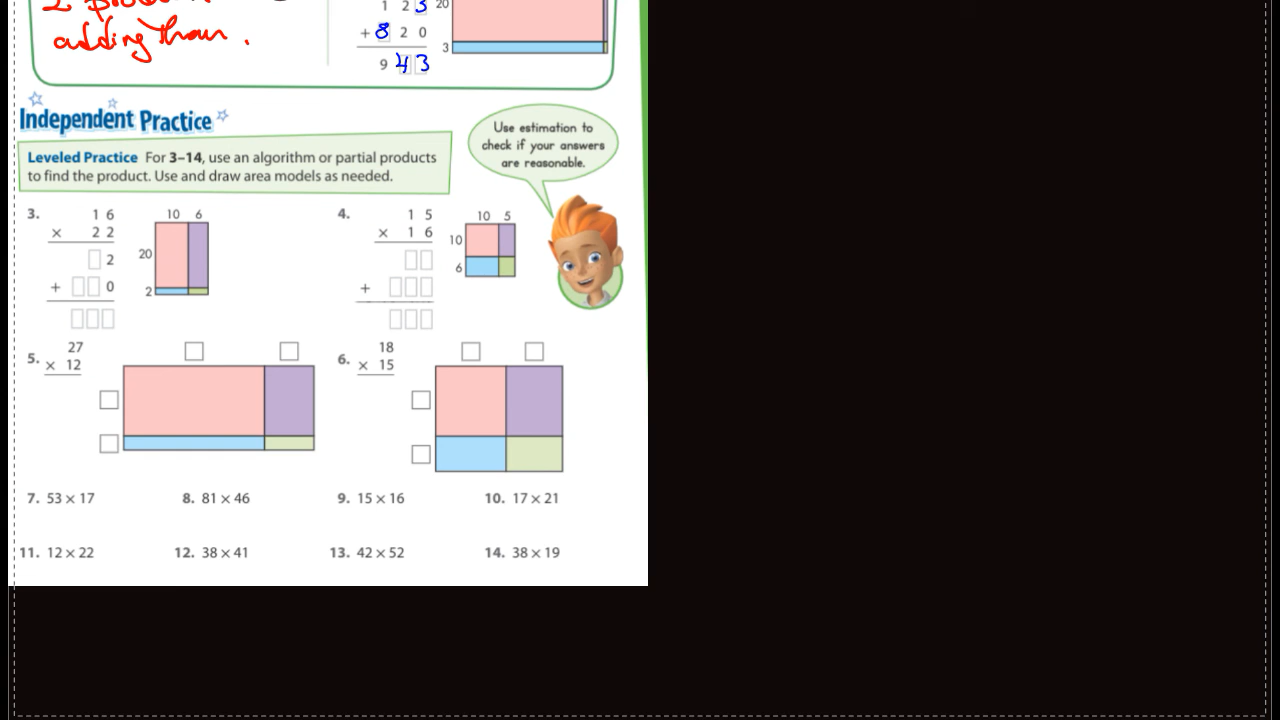 1 2 3 20
adding than .
+ 8 2 0
3
9 4 3
Independent Practice
Use estimation to
check if your answers
are reasonable.
Leveled Practice For 3–14, use an algorithm or partial products
to find the product. Use and draw area models as needed.
3. 1 6
× 2 2
2
+ 0
10 6
20
2
4. 1 5
× 1 6
+
10 5
10
6
5. 27
× 12
6. 18
× 15
7. 53 × 17
8. 81 × 46
9. 15 × 16
10. 17 × 21
11. 12 × 22
12. 38 × 41
13. 42 × 52
14. 38 × 19